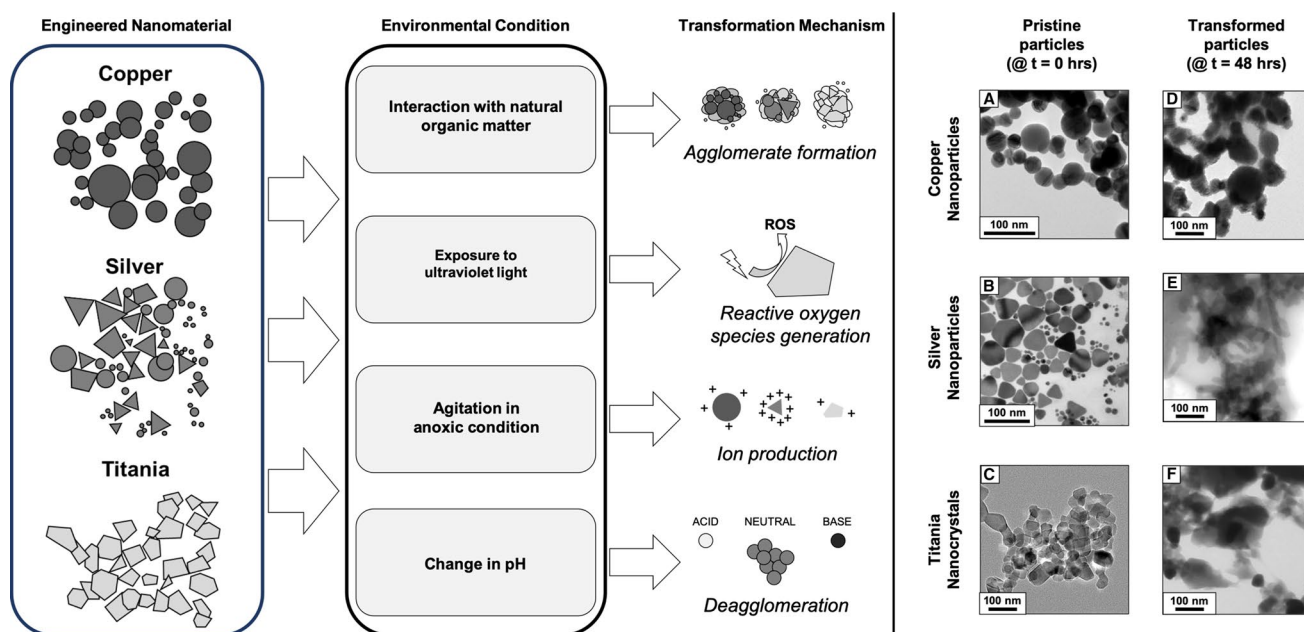 Engineered Nanomaterial
Environmental Condition
Transformation Mechanism
Copper
Silver
Titania
Interaction with natural
organic matter
Exposure to
ultraviolet light
Agitation in
anoxic condition
Change in pH
Agglomerate formation
ROS
Reactive oxygen
species generation
+ + + + + + + + + + + + +
Ion production
ACID NEUTRAL BASE
Deagglomeration
Pristine
particles
(@ t = 0 hrs)
Transformed
particles
(@ t = 48 hrs)
Copper
Nanoparticles
A
100 nm
D
100 nm
Silver
Nanoparticles
B
100 nm
E
100 nm
Titania
Nanocrystals
C
100 nm
F
100 nm